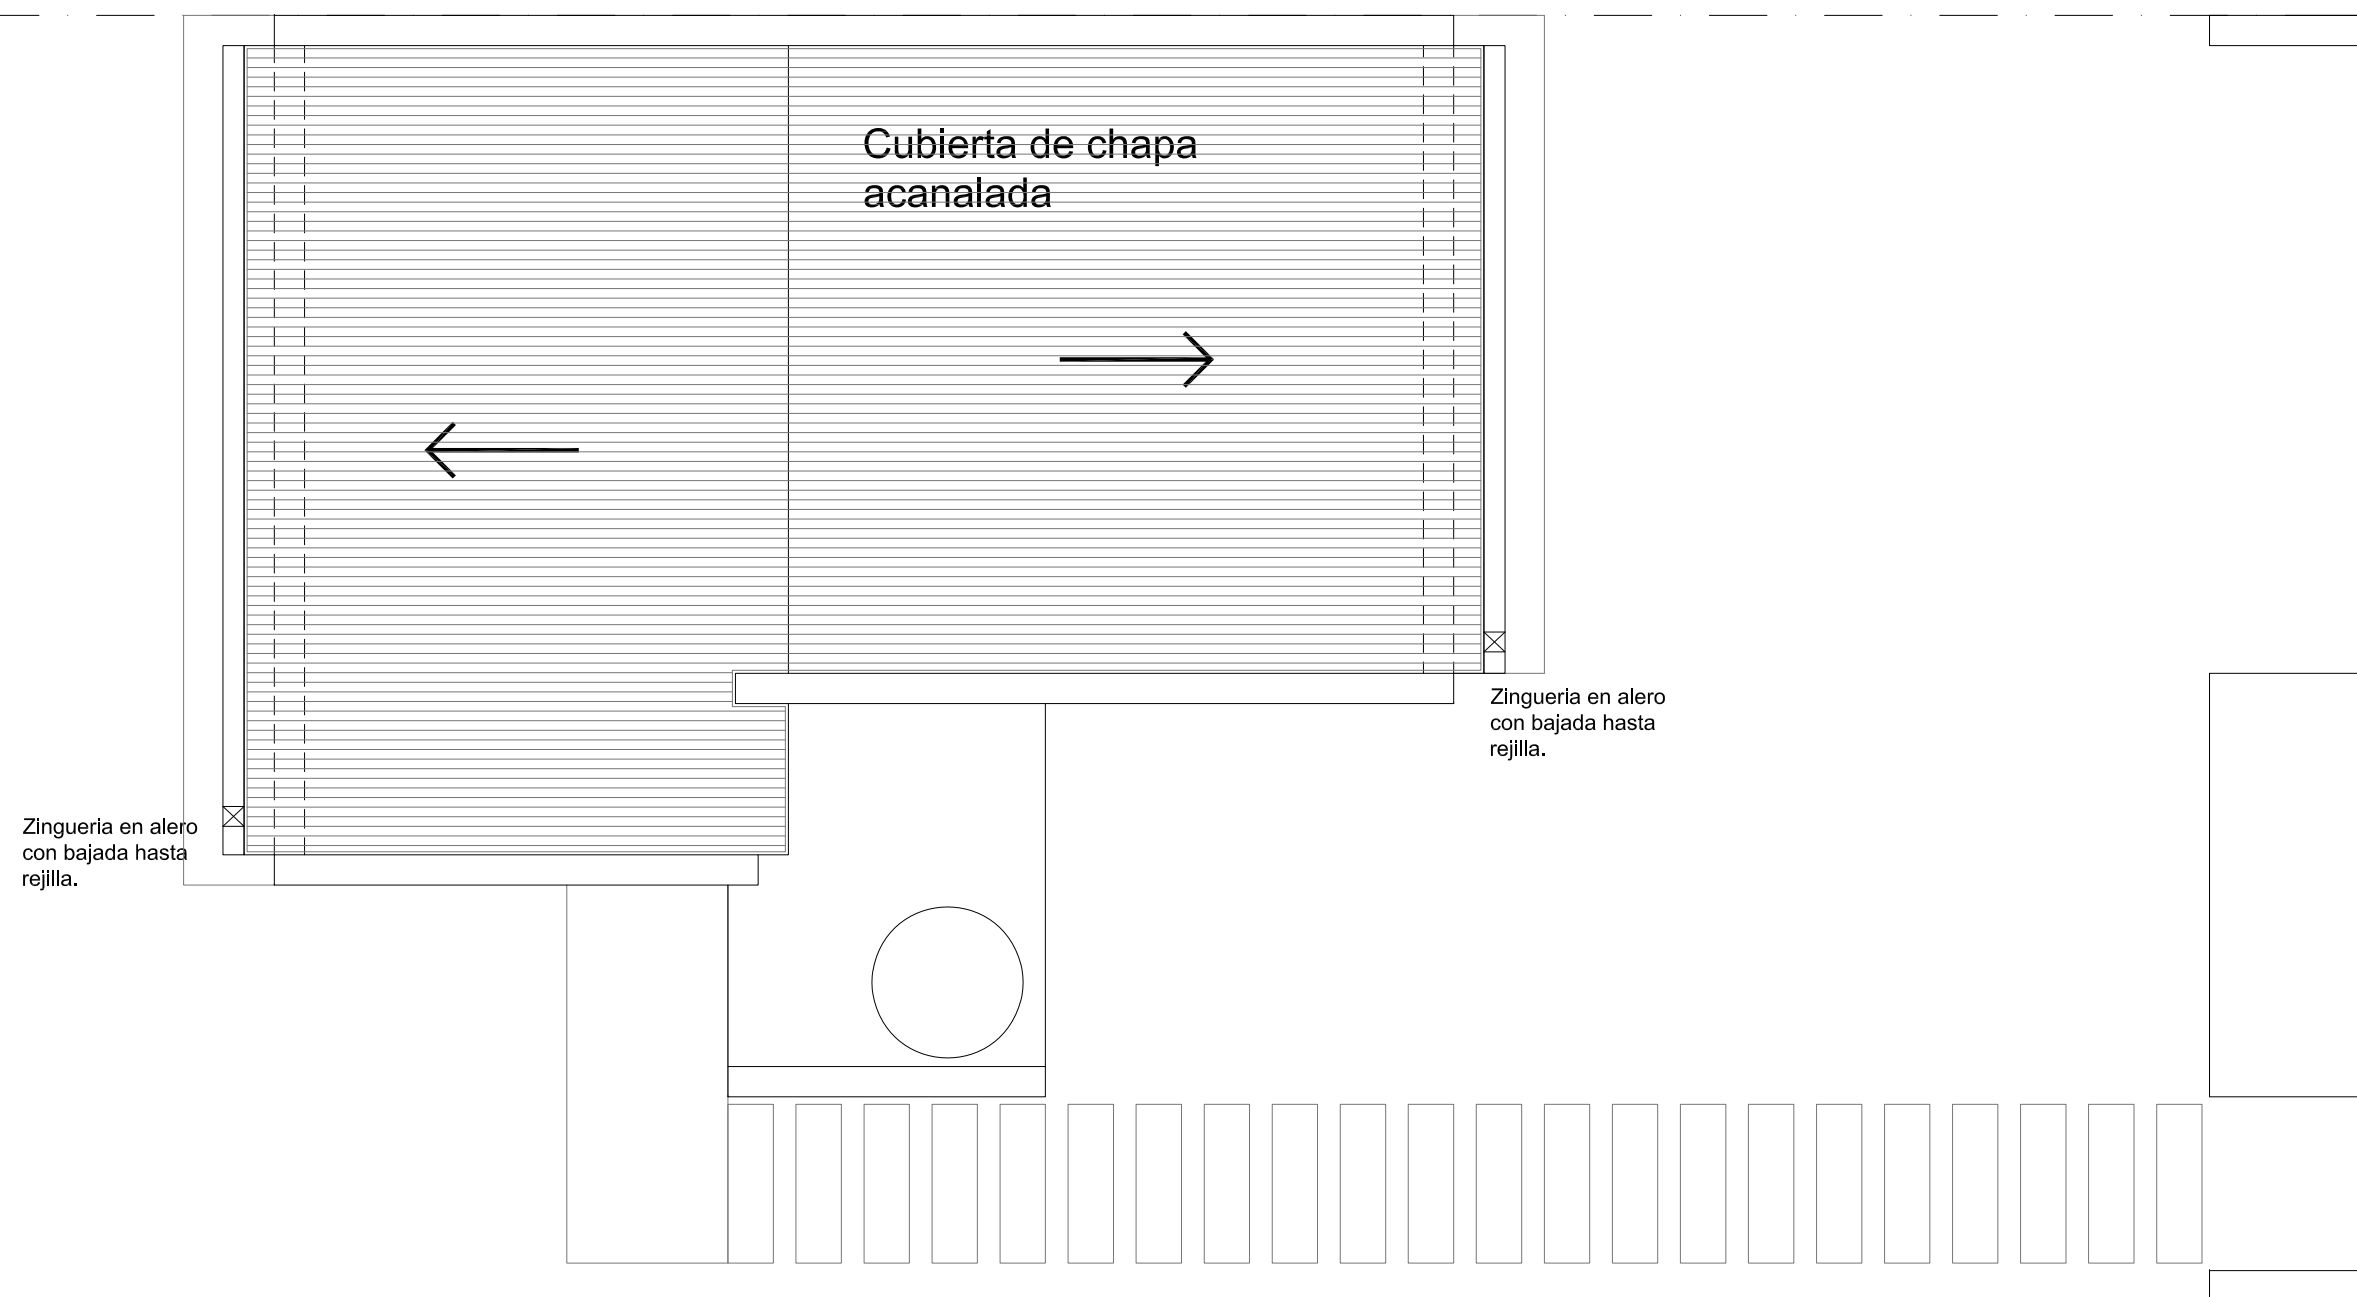 Cubierta de chapa
acanalada
Zingueria en alero
con bajada hasta
rejilla.
Zingueria en alero
con bajada hasta
rejilla.